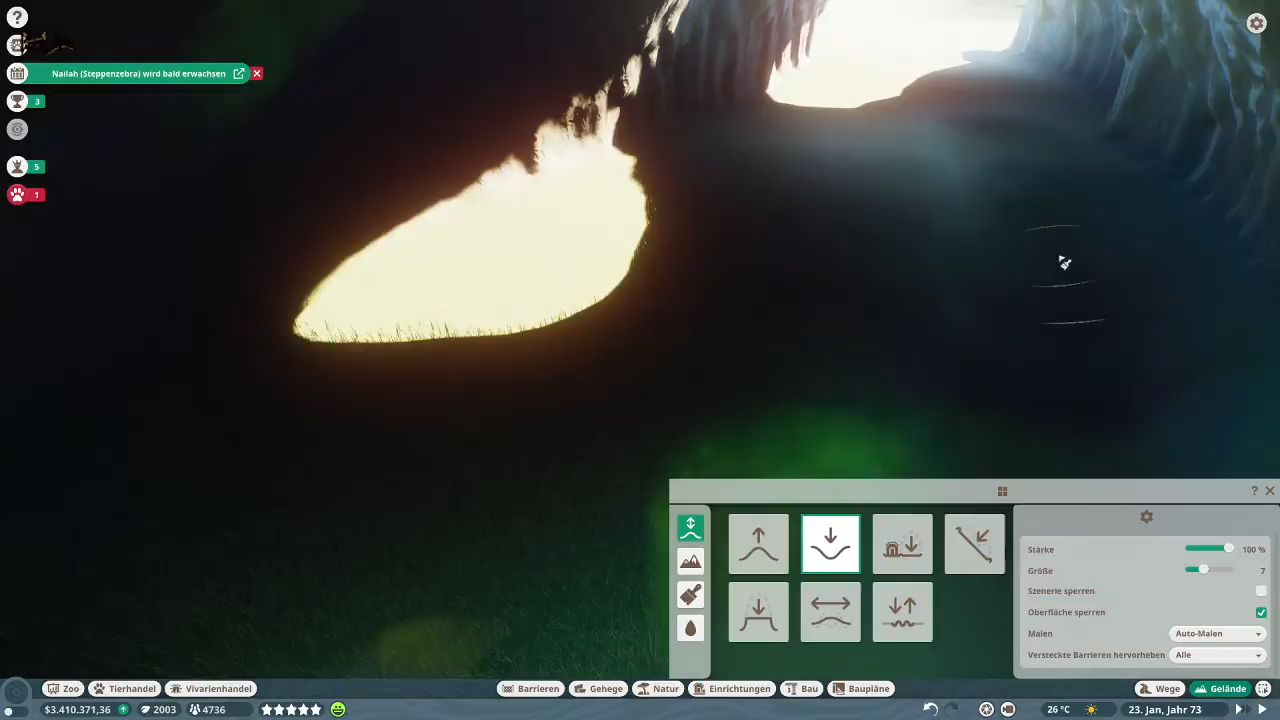 ?
Nailah (Steppenzebra) wird bald erwachsen
3
5
1
?
Stärke 100 %
Größe 7
Szenerie sperren
Oberfläche sperren
Malen Auto-Malen
Versteckte Barrieren hervorheben Alle
Zoo Tierhandel Vivarienhandel Barrieren Gehege Natur Einrichtungen Bau Baupläne Wege Gelände
$3.410.371,36 2003 4736 26 °C 23. Jan, Jahr 73